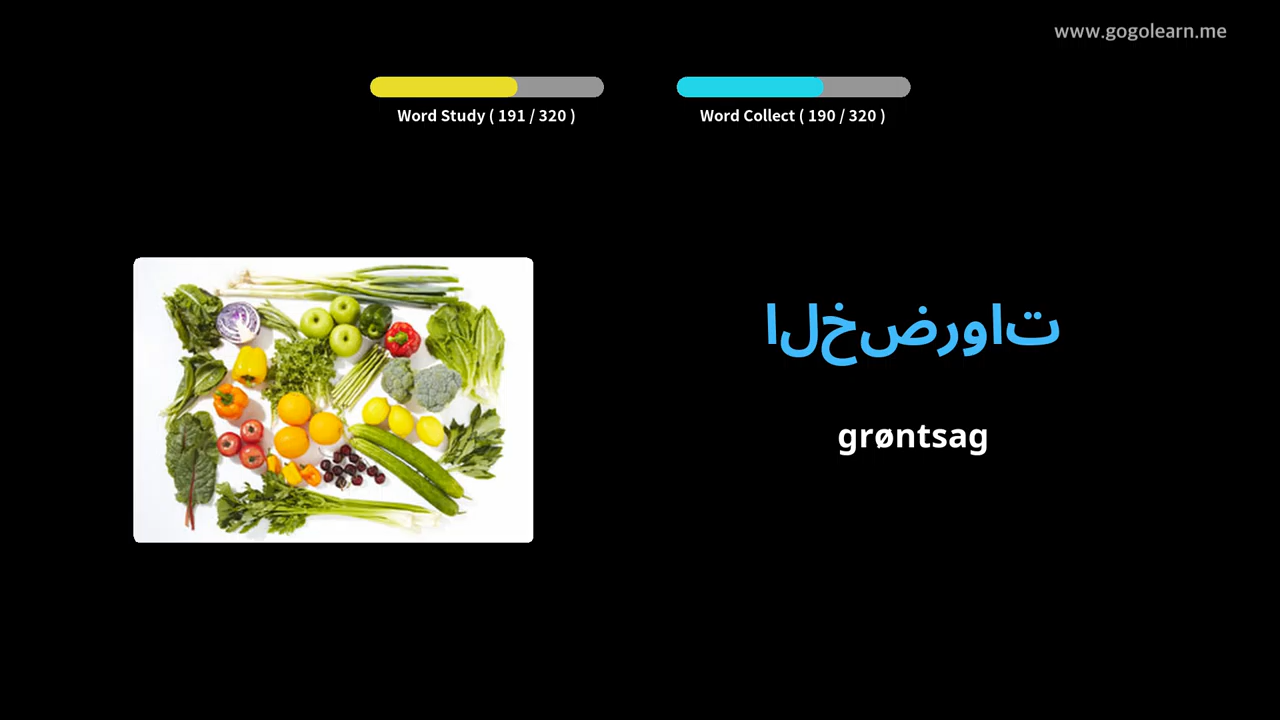 www.gogolearn.me
Word Study ( 191 / 320 )
Word Collect ( 190 / 320 )
الخضروات
grøntsag